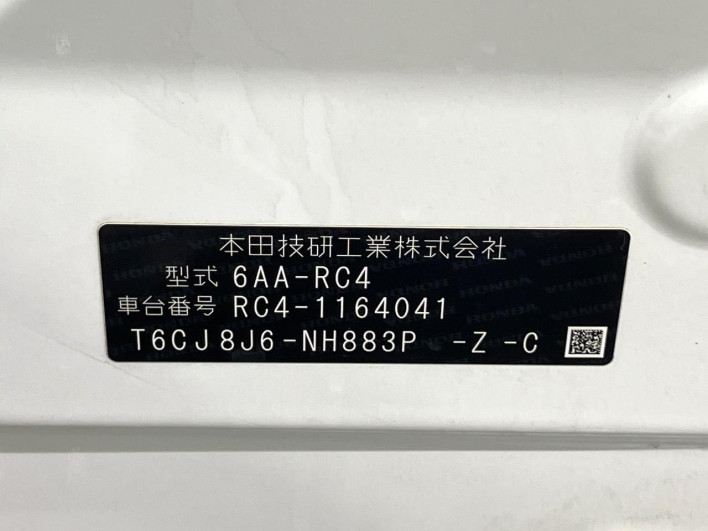 本田技研工業株式会社
型式 6AA-RC4
車台番号 RC4-1164041
T6CJ8J6-NH883P -Z -C